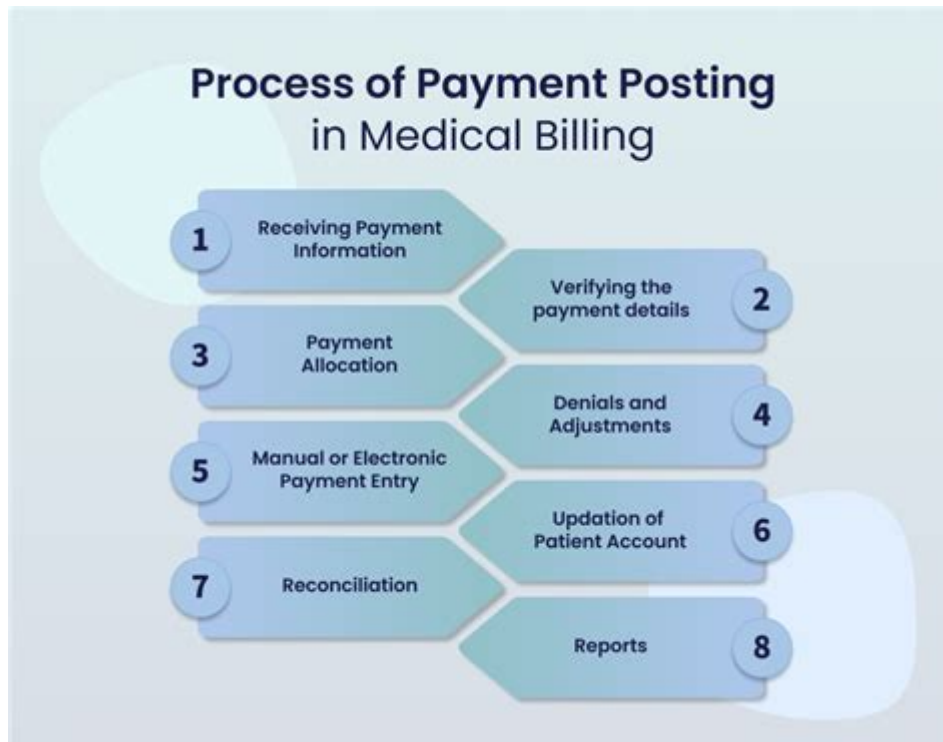 Process of Payment Posting
in Medical Billing
1
Receiving Payment
Information
2
Verifying the
payment details
3
Payment
Allocation
4
Denials and
Adjustments
5
Manual or Electronic
Payment Entry
6
Updation of
Patient Account
7
Reconciliation
8
Reports